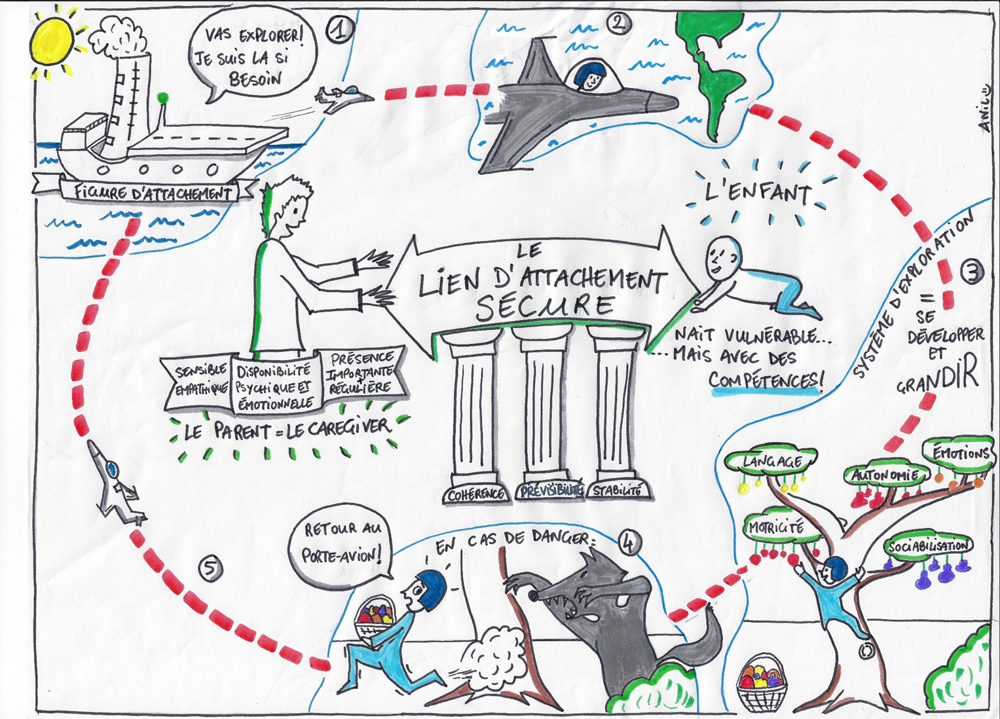 VAS EXPLORER!
JE SUIS LA SI
BESOIN
1
2
FIGURE D'ATTACHEMENT
L'ENFANT
LE
LIEN D'ATTACHEMENT
SÉCURE
NAIT VULNÉRABLE...
...MAIS AVEC DES
COMPÉTENCES!
SENSIBLE
EMPATHIQUE
DISPONIBILITÉ
PSYCHIQUE ET
ÉMOTIONNELLE
PRÉSENCE
IMPORTANTE
+
RÉGULIÈRE
LE PARENT = LE CAREGIVER
COHÉRENCE
PRÉVISIBILITÉ
STABILITÉ
3
SYSTÈME D'EXPLORATION
=
SE
DÉVELOPPER
ET
GRANDIR
LANGAGE
AUTONOMIE
ÉMOTIONS
MOTRICITÉ
SOCIABILISATION
4
EN CAS DE DANGER:
RETOUR AU
PORTE-AVION!
5
ANIL